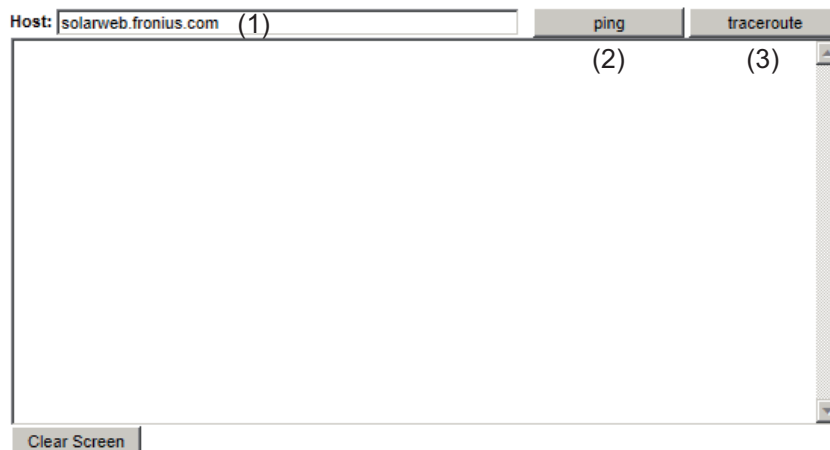 Host: solarweb.fronius.com (1) ping traceroute
(2) (3)
Clear Screen